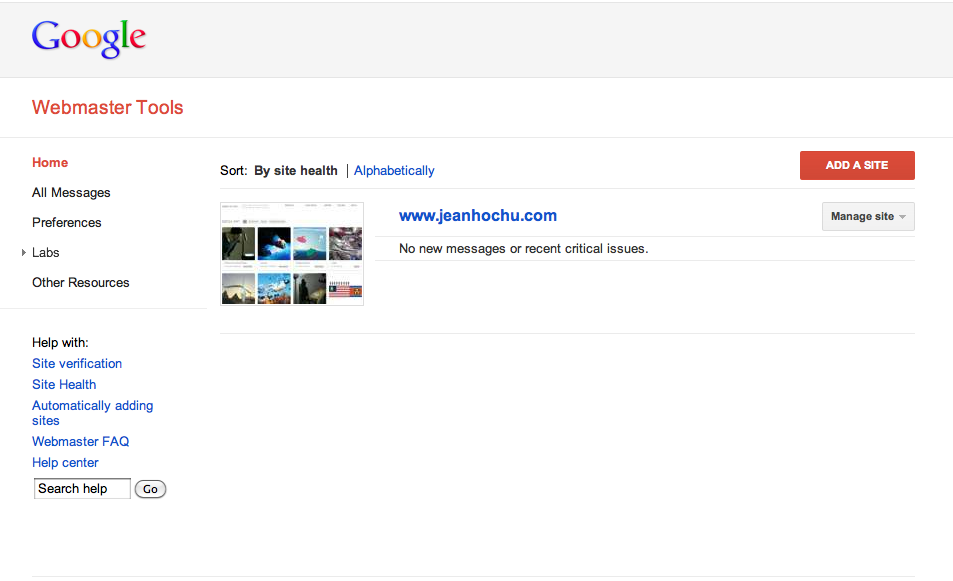 Google
Webmaster Tools
Home
All Messages
Preferences
Labs
Other Resources
Help with:
Site verification
Site Health
Automatically adding
sites
Webmaster FAQ
Help center
Search help Go
Sort: By site health | Alphabetically
ADD A SITE
www.jeanhochu.com
Manage site
No new messages or recent critical issues.